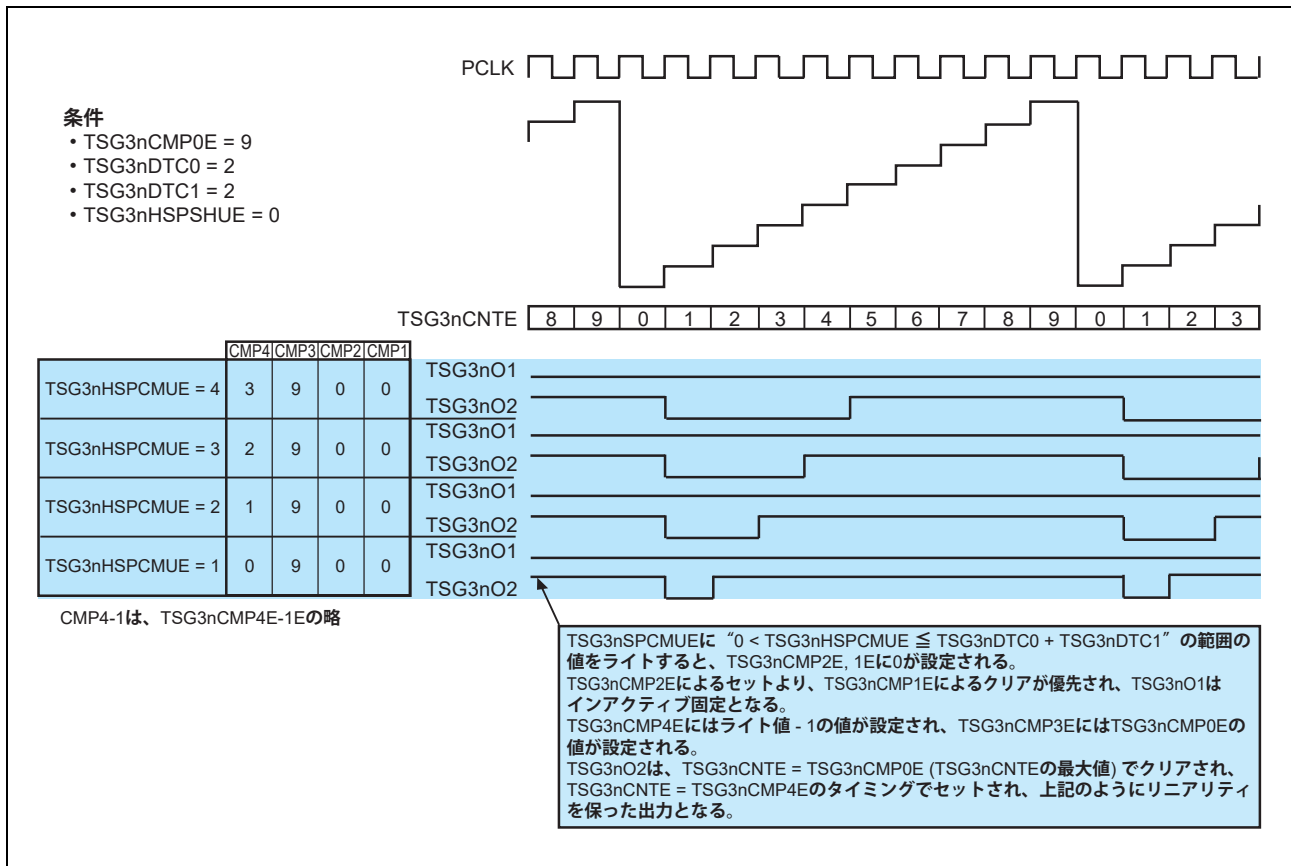 PCLK
条件
・TSG3nCMP0E = 9
・TSG3nDTC0 = 2
・TSG3nDTC1 = 2
・TSG3nHSPSHUE = 0
TSG3nCNTE 8 9 0 1 2 3 4 5 6 7 8 9 0 1 2 3
CMP4 CMP3 CMP2 CMP1
TSG3nHSPCMUE = 4 3 9 0 0 TSG3nO1
TSG3nO2
TSG3nHSPCMUE = 3 2 9 0 0 TSG3nO1
TSG3nO2
TSG3nHSPCMUE = 2 1 9 0 0 TSG3nO1
TSG3nO2
TSG3nHSPCMUE = 1 0 9 0 0 TSG3nO1
TSG3nO2
CMP4-1は、TSG3nCMP4E-1Eの略
TSG3nSPCMUEに“0 < TSG3nHSPCMUE ≦ TSG3nDTC0 + TSG3nDTC1”の範囲の
値をライトすると、TSG3nCMP2E, 1Eに0が設定される。
TSG3nCMP2Eによるセットより、TSG3nCMP1Eによるクリアが優先され、TSG3nO1は
インアクティブ固定となる。
TSG3nCMP4Eにはライト値 - 1の値が設定され、TSG3nCMP3EにはTSG3nCMP0Eの
値が設定される。
TSG3nO2は、TSG3nCNTE = TSG3nCMP0E (TSG3nCNTEの最大値) でクリアされ、
TSG3nCNTE = TSG3nCMP4Eのタイミングでセットされ、上記のようにリニアリティ
を保った出力となる。